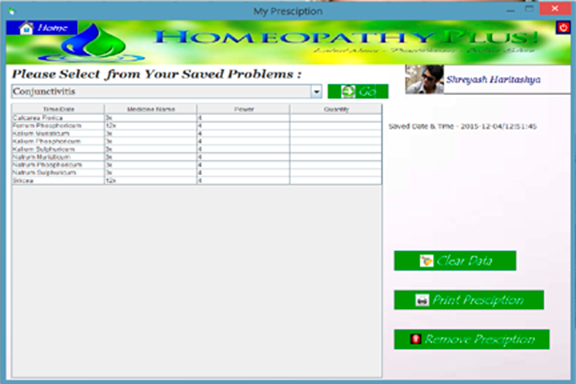 My Presciption
Home
HOMEOPATHY PLUS!
Please Select from Your Saved Problems :
Conjunctivitis
Go
Shreyash Haritashya
Time/Date Medicine Name Power Quantity
Calcarea Florica 3x 4
Ferrum Phosphoricum 12x 4
Kalium Muriaticum 3x 4
Kalium Phosphoricum 3x 4
Kalium Sulphuricum 3x 4
Natrum Muriaticum 3x 4
Natrum Phosphoricum 3x 4
Natrum Sulphuricum 3x 4
Silicea 12x 4
Saved Date & Time - 2015-12-04/12:51:45
Clear Data
Print Presciption
Remove Presciption